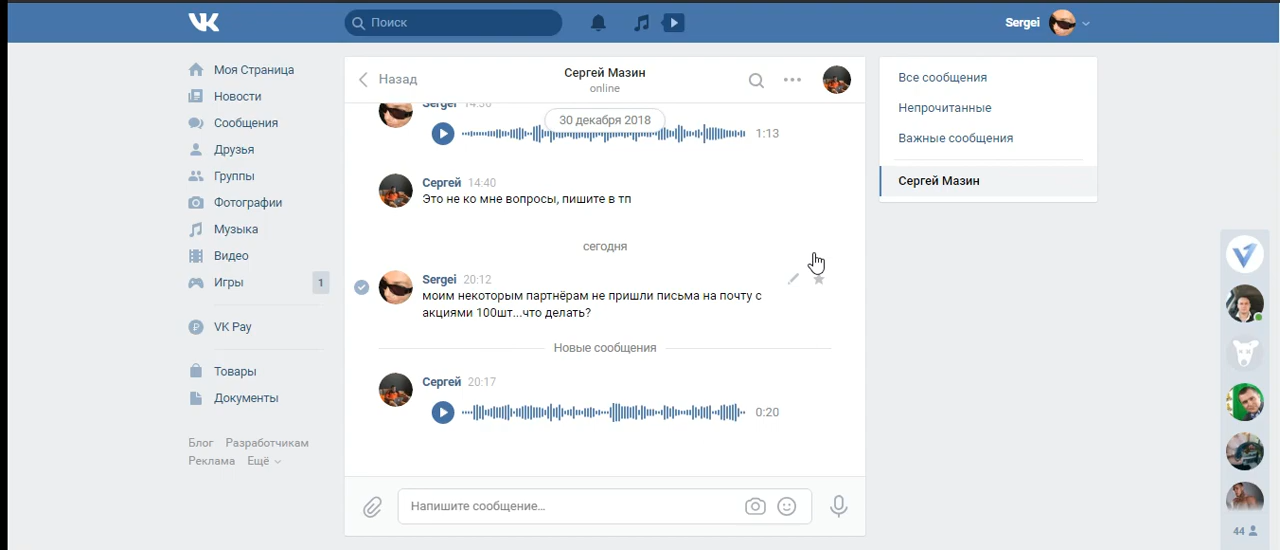 VK
Поиск
Sergei
Моя Страница
Новости
Сообщения
Друзья
Группы
Фотографии
Музыка
Видео
Игры 1
VK Pay
Товары
Документы
Блог Разработчикам
Реклама Ещё
Назад
Сергей Мазин
online
Sergei 14:30
30 декабря 2018
1:13
Сергей 14:40
Это не ко мне вопросы, пишите в тп
сегодня
Sergei 20:12
моим некоторым партнёрам не пришли письма на почту с
акциями 100шт...что делать?
Новые сообщения
Сергей 20:17
0:20
Напишите сообщение...
Все сообщения
Непрочитанные
Важные сообщения
Сергей Мазин
44